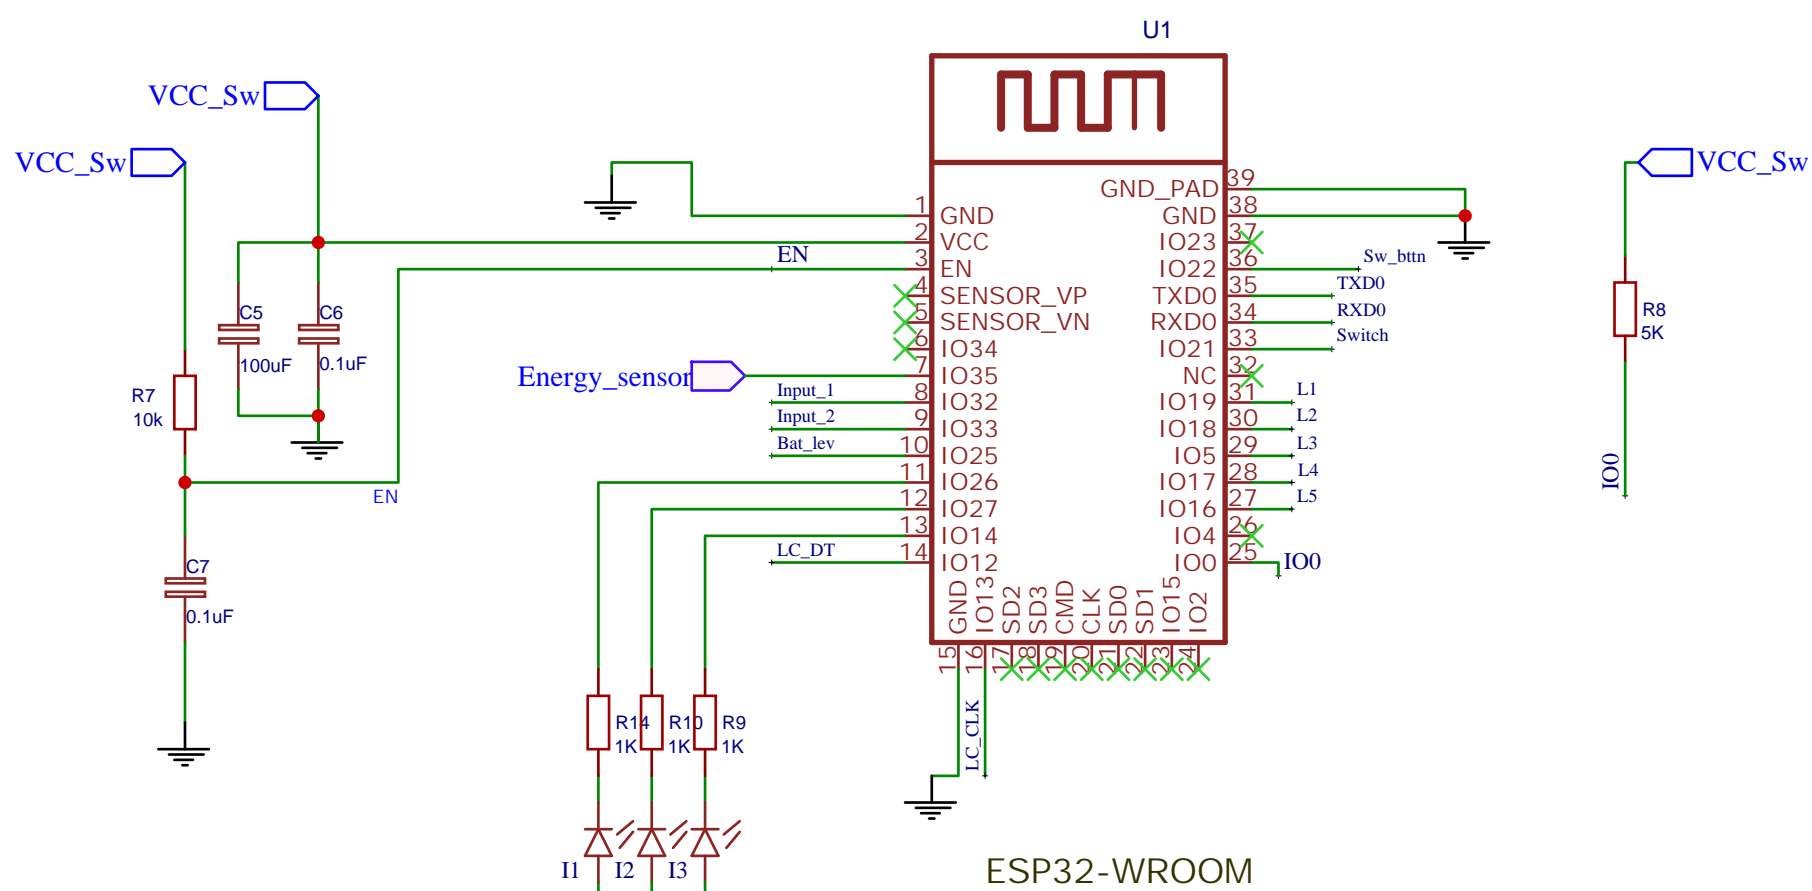 U1
VCC_Sw
VCC_Sw
VCC_Sw
C5
100uF
C6
0.1uF
R7
10k
EN
C7
0.1uF
EN
Energy_sensor
Input_1
Input_2
Bat_lev
LC_DT
1 GND
2 VCC
3 EN
4 SENSOR_VP
5 SENSOR_VN
6 IO34
7 IO35
8 IO32
9 IO33
10 IO25
11 IO26
12 IO27
13 IO14
14 IO12
GND_PAD 39
GND 38
IO23 37
IO22 36
TXD0 35
RXD0 34
IO21 33
NC 32
IO19 31
IO18 30
IO5 29
IO17 28
IO16 27
IO4 26
IO0 25
GND 15
IO13 16
SD2 17
SD3 18
CMD 19
CLK 20
SD0 21
SD1 22
IO15 23
IO2 24
Sw_bttn
TXD0
RXD0
Switch
L1
L2
L3
L4
L5
IO0
R8
5K
IO0
LC_CLK
R14
1K
R10
1K
R9
1K
I1
I2
I3
ESP32-WROOM